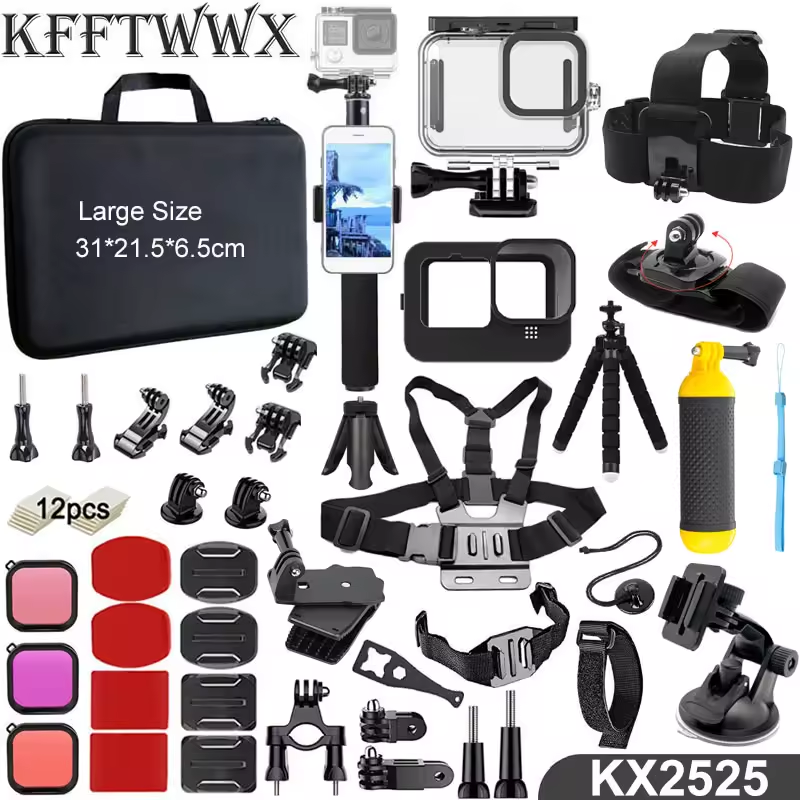 KFFTWWX
Large Size
31*21.5*6.5cm
12pcs
KX2525